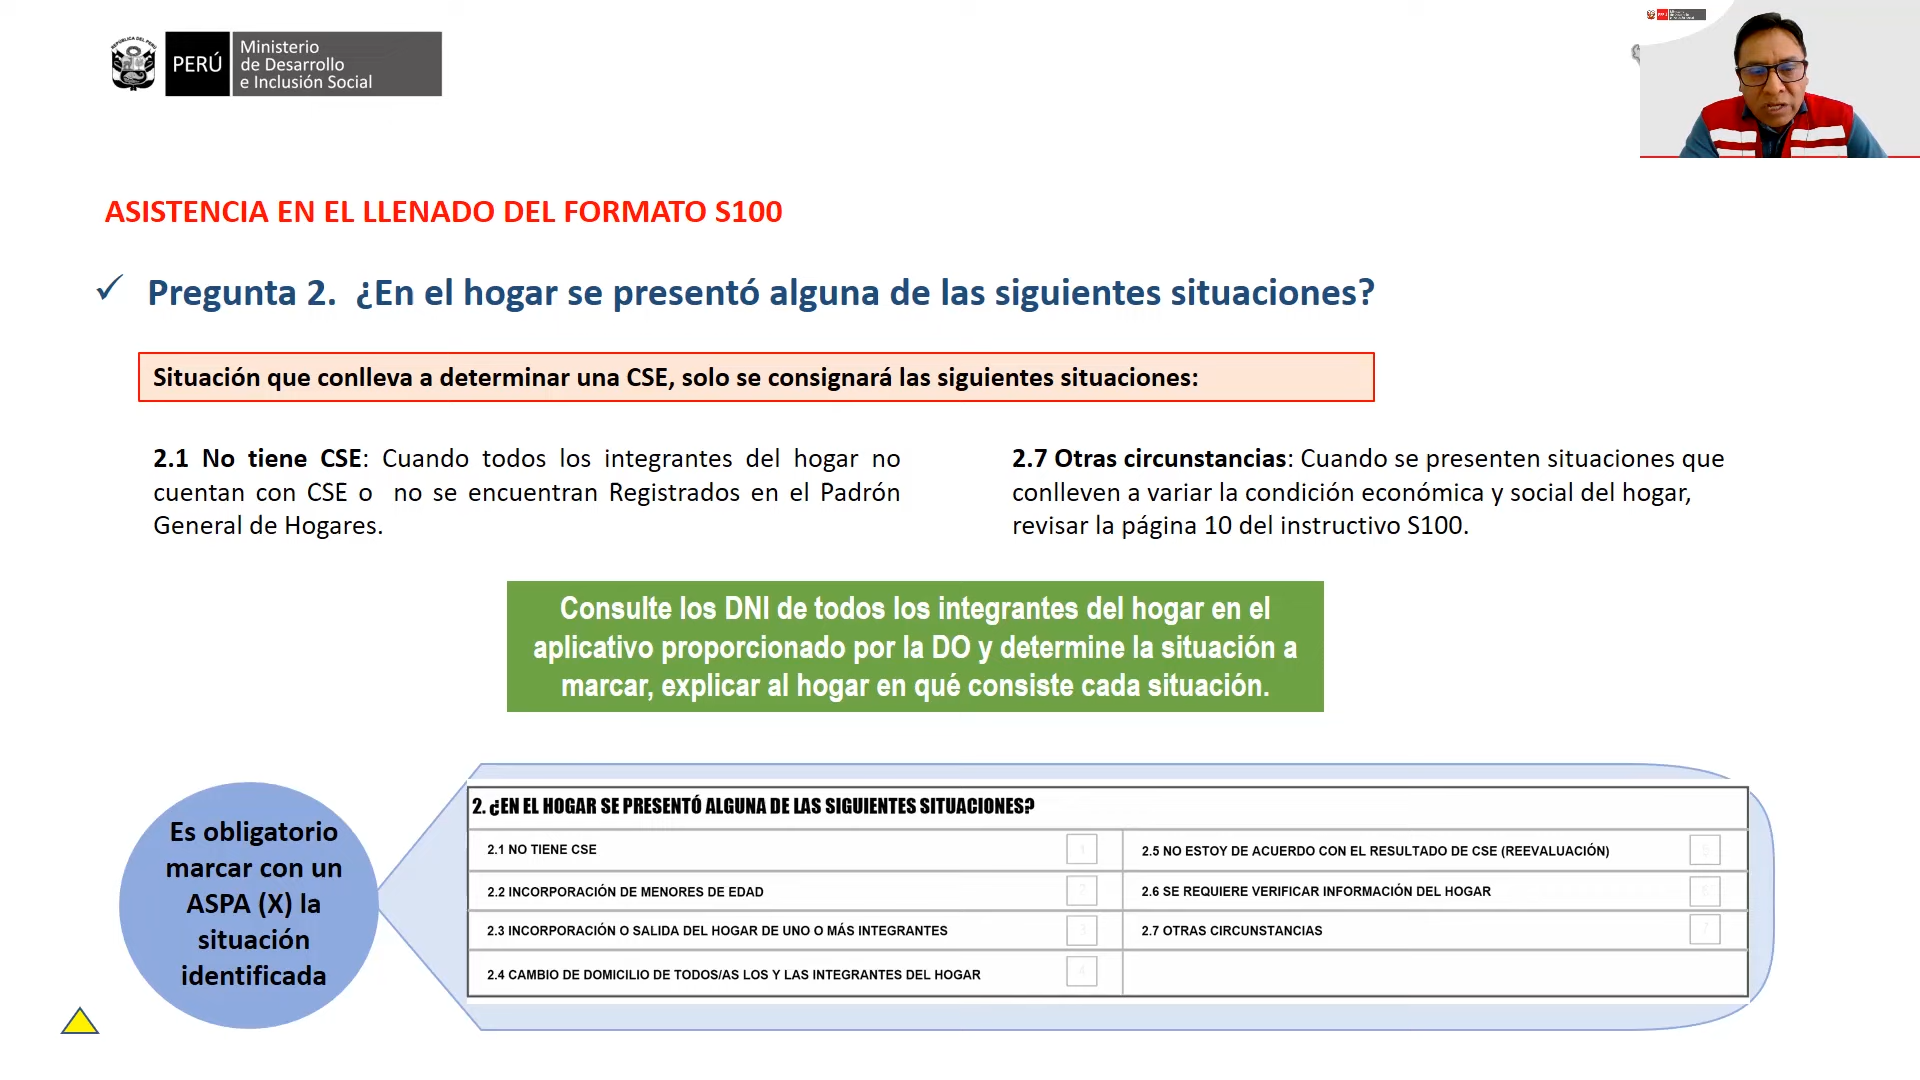 PERÚ
Ministerio
de Desarrollo
e Inclusión Social
ASISTENCIA EN EL LLENADO DEL FORMATO S100
✓ Pregunta 2. ¿En el hogar se presentó alguna de las siguientes situaciones?
Situación que conlleva a determinar una CSE, solo se consignará las siguientes situaciones:
2.1 No tiene CSE: Cuando todos los integrantes del hogar no
cuentan con CSE o no se encuentran Registrados en el Padrón
General de Hogares.
2.7 Otras circunstancias: Cuando se presenten situaciones que
conlleven a variar la condición económica y social del hogar,
revisar la página 10 del instructivo S100.
Consulte los DNI de todos los integrantes del hogar en el
aplicativo proporcionado por la DO y determine la situación a
marcar, explicar al hogar en qué consiste cada situación.
Es obligatorio
marcar con un
ASPA (X) la
situación
identificada
2. ¿EN EL HOGAR SE PRESENTÓ ALGUNA DE LAS SIGUIENTES SITUACIONES?
2.1 NO TIENE CSE 1
2.2 INCORPORACIÓN DE MENORES DE EDAD 2
2.3 INCORPORACIÓN O SALIDA DEL HOGAR DE UNO O MÁS INTEGRANTES 3
2.4 CAMBIO DE DOMICILIO DE TODOS/AS LOS Y LAS INTEGRANTES DEL HOGAR 4
2.5 NO ESTOY DE ACUERDO CON EL RESULTADO DE CSE (REEVALUACIÓN) 5
2.6 SE REQUIERE VERIFICAR INFORMACIÓN DEL HOGAR 6
2.7 OTRAS CIRCUNSTANCIAS 7